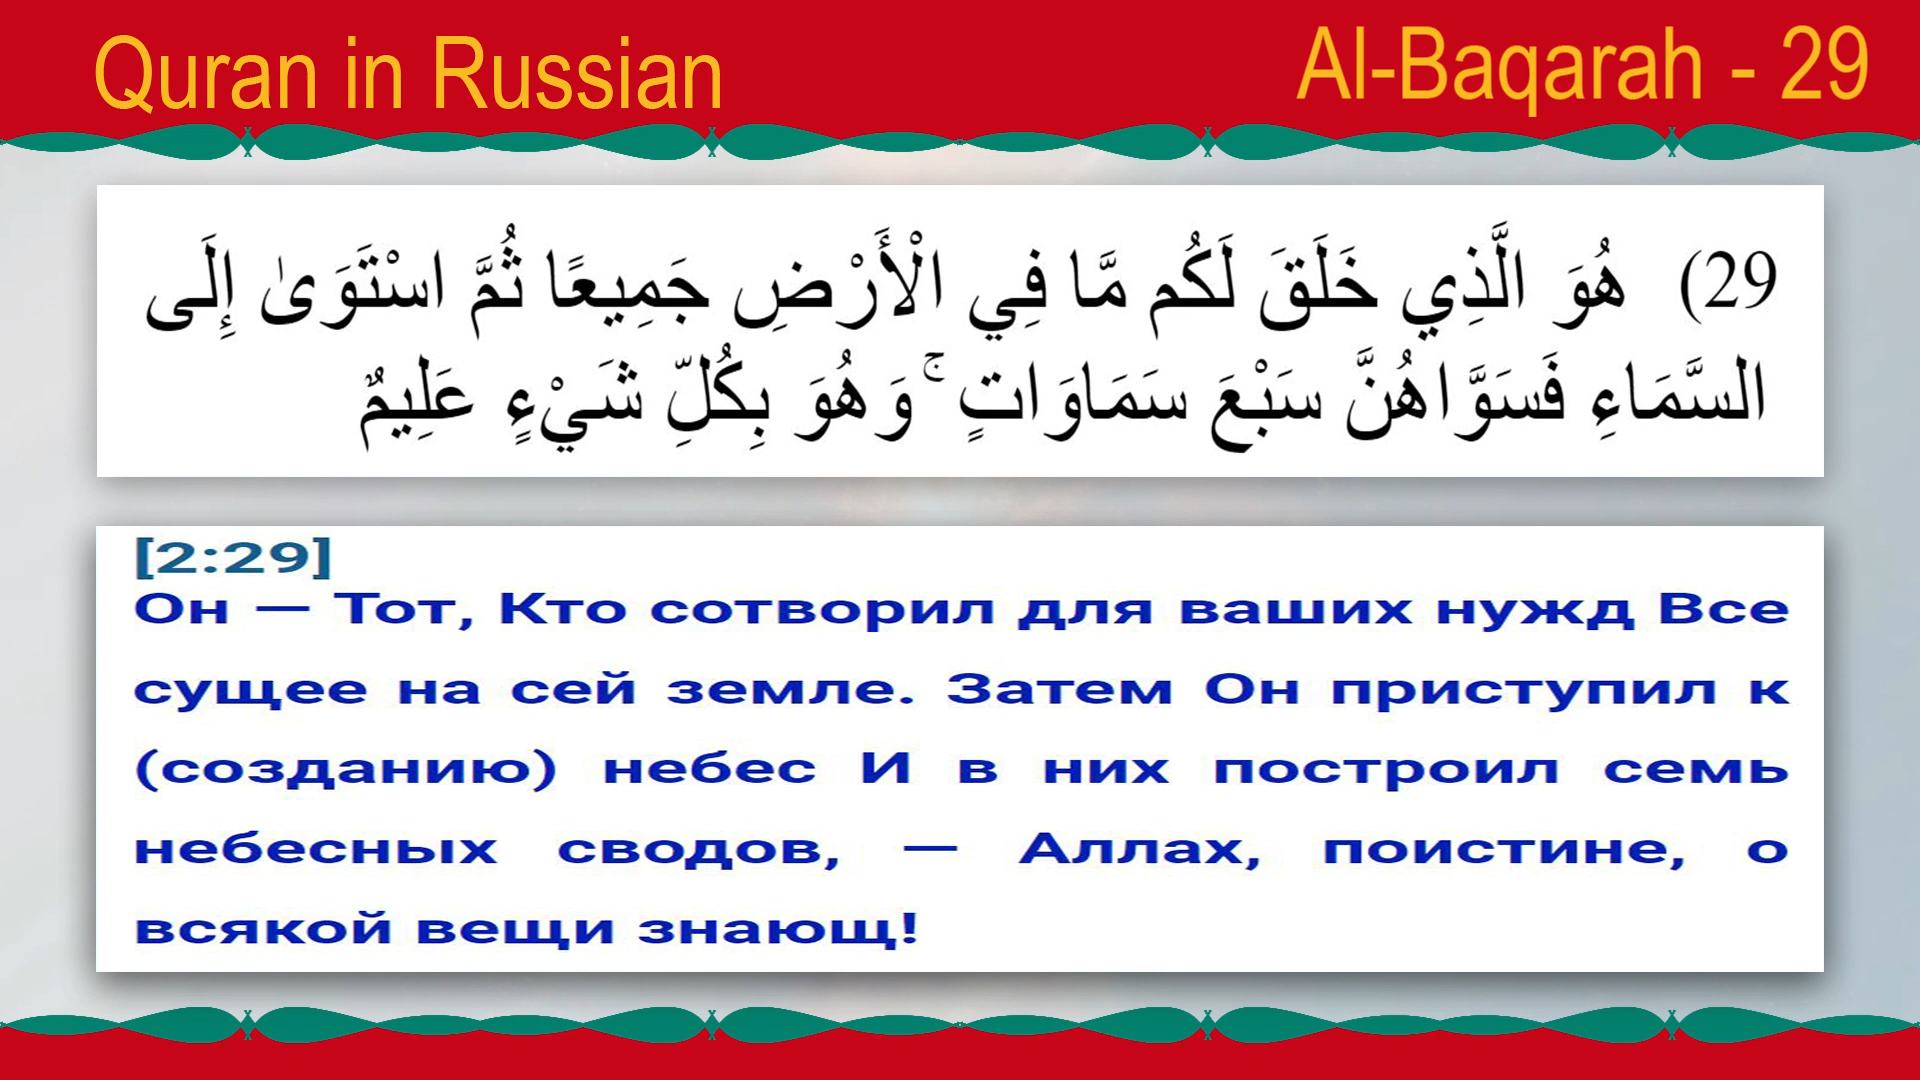 Quran in Russian
Al-Baqarah - 29
29) هُوَ الَّذِي خَلَقَ لَكُم مَّا فِي الْأَرْضِ جَمِيعًا ثُمَّ اسْتَوَىٰ إِلَى
السَّمَاءِ فَسَوَّاهُنَّ سَبْعَ سَمَاوَاتٍ ۚ وَهُوَ بِكُلِّ شَيْءٍ عَلِيمٌ
[2:29]
Он — Тот, Кто сотворил для ваших нужд Все
сущее на сей земле. Затем Он приступил к
(созданию) небес И в них построил семь
небесных сводов, — Аллах, поистине, о
всякой вещи знающ!